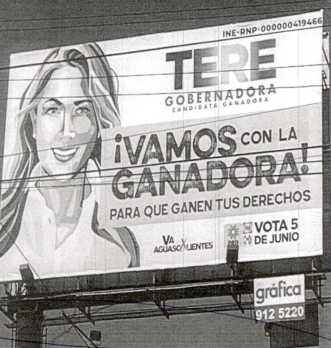 INE-RNP-000000419466
TERE
GOBERNADORA
CANDIDATA GANADORA
¡VAMOS CON LA
GANADORA!
PARA QUE GANEN TUS DERECHOS
VA
AGUASCALIENTES
VOTA 5
DE JUNIO
gráfica
912 5220